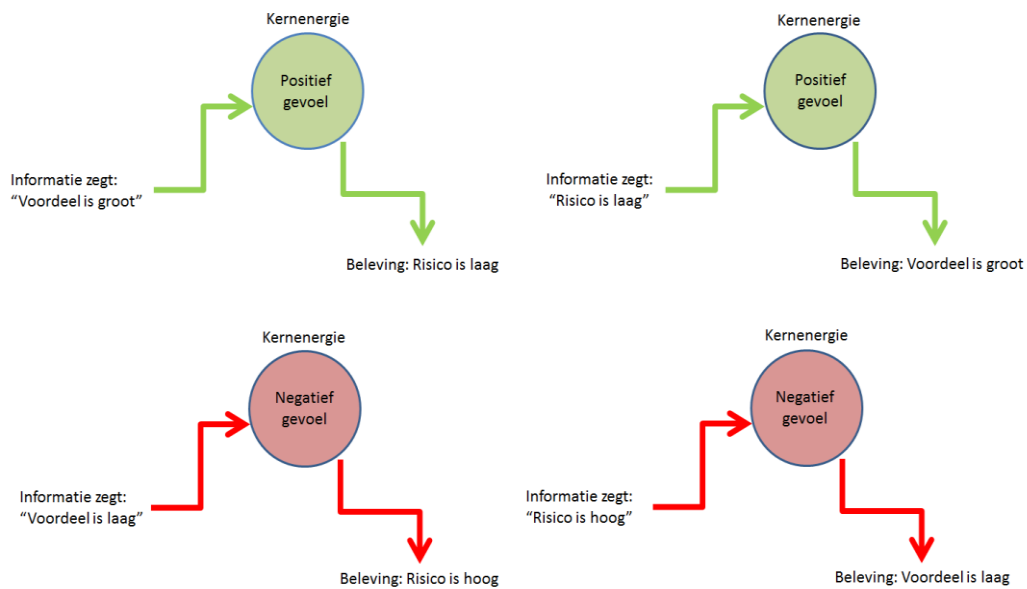 Kernenergie
Positief
gevoel
Informatie zegt:
“Voordeel is groot”
Beleving: Risico is laag
Kernenergie
Positief
gevoel
Informatie zegt:
“Risico is laag”
Beleving: Voordeel is groot
Kernenergie
Negatief
gevoel
Informatie zegt:
“Voordeel is laag”
Beleving: Risico is hoog
Kernenergie
Negatief
gevoel
Informatie zegt:
“Risico is hoog”
Beleving: Voordeel is laag